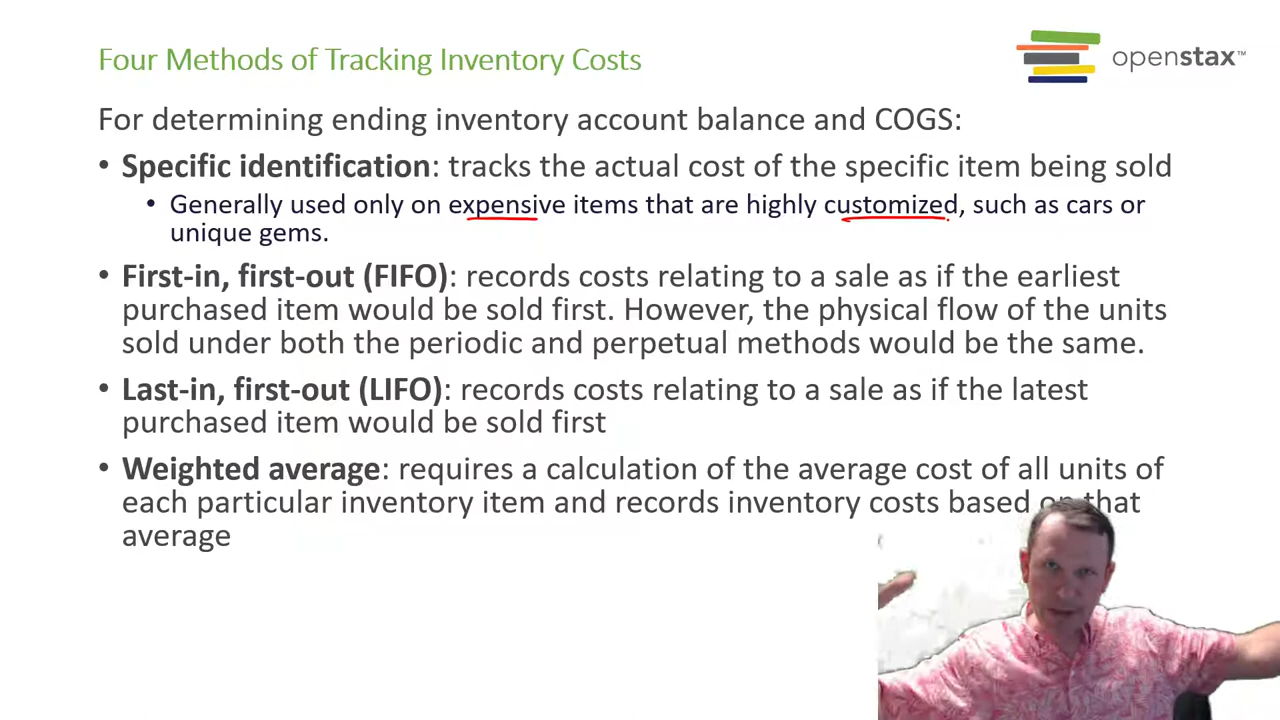 Four Methods of Tracking Inventory Costs
openstax™
For determining ending inventory account balance and COGS:
• Specific identification: tracks the actual cost of the specific item being sold
• Generally used only on expensive items that are highly customized, such as cars or
unique gems.
• First-in, first-out (FIFO): records costs relating to a sale as if the earliest
purchased item would be sold first. However, the physical flow of the units
sold under both the periodic and perpetual methods would be the same.
• Last-in, first-out (LIFO): records costs relating to a sale as if the latest
purchased item would be sold first
• Weighted average: requires a calculation of the average cost of all units of
each particular inventory item and records inventory costs based on that
average